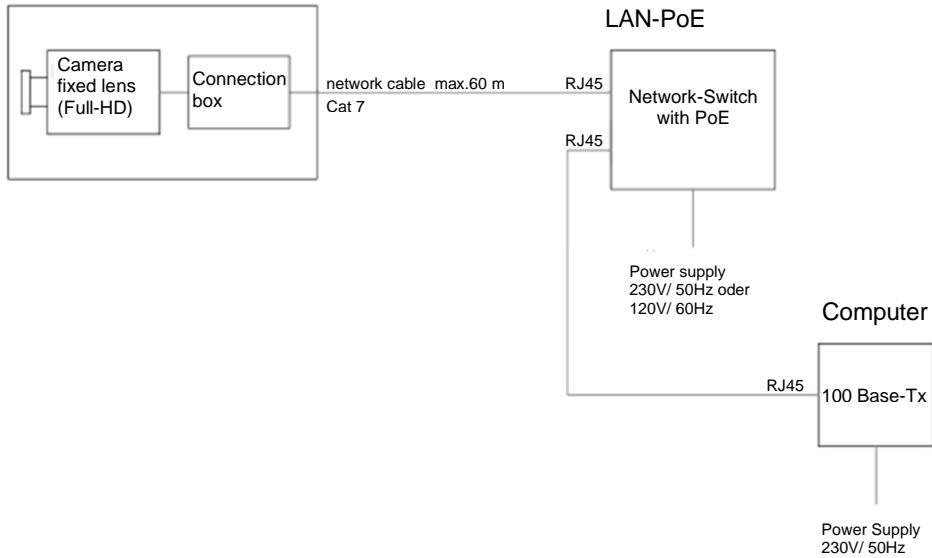 LAN-PoE
Camera
fixed lens
(Full-HD)
Connection
box
network cable max.60 m
Cat 7
RJ45
Network-Switch
with PoE
RJ45
Power supply
230V/ 50Hz oder
120V/ 60Hz
Computer
RJ45
100 Base-Tx
Power Supply
230V/ 50Hz